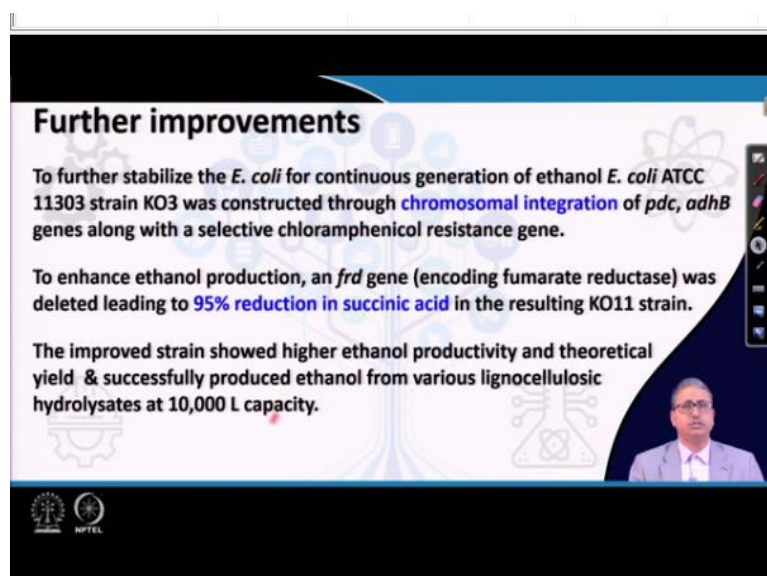 Further improvements
To further stabilize the E. coli for continuous generation of ethanol E. coli ATCC
11303 strain KO3 was constructed through chromosomal integration of pdc, adhB
genes along with a selective chloramphenicol resistance gene.
To enhance ethanol production, an frd gene (encoding fumarate reductase) was
deleted leading to 95% reduction in succinic acid in the resulting KO11 strain.
The improved strain showed higher ethanol productivity and theoretical
yield & successfully produced ethanol from various lignocellulosic
hydrolysates at 10,000 L capacity.
NPTEL